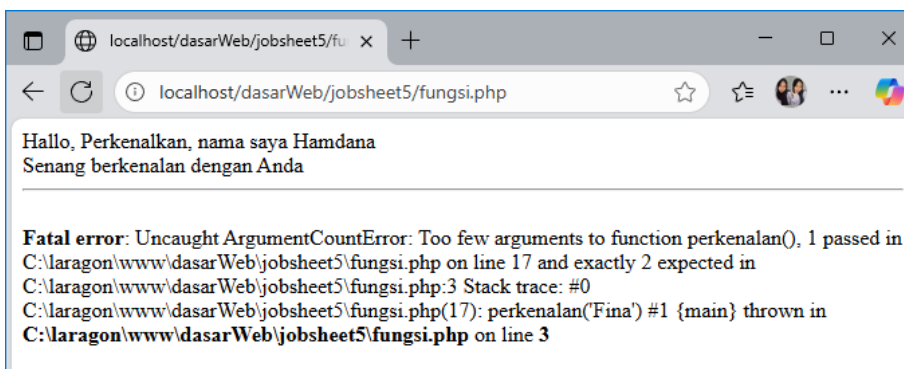 localhost/dasarWeb/jobsheet5/fu
localhost/dasarWeb/jobsheet5/fungsi.php
Hallo, Perkenalkan, nama saya Hamdana
Senang berkenalan dengan Anda
Fatal error: Uncaught ArgumentCountError: Too few arguments to function perkenalan(), 1 passed in
C:\laragon\www\dasarWeb\jobsheet5\fungsi.php on line 17 and exactly 2 expected in
C:\laragon\www\dasarWeb\jobsheet5\fungsi.php:3 Stack trace: #0
C:\laragon\www\dasarWeb\jobsheet5\fungsi.php(17): perkenalan('Fina') #1 {main} thrown in
C:\laragon\www\dasarWeb\jobsheet5\fungsi.php on line 3